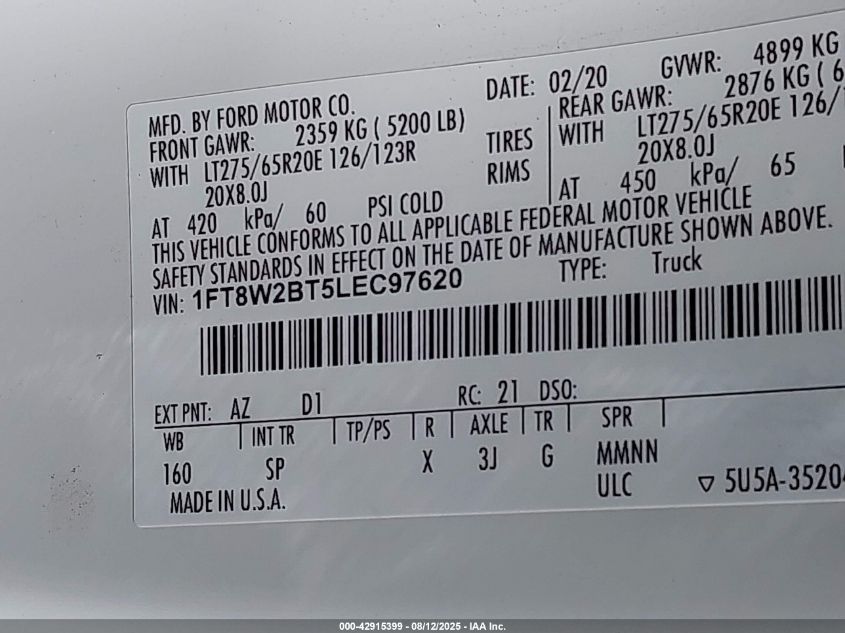 MFD. BY FORD MOTOR CO. DATE: 02/20 GVWR: 4899 KG
FRONT GAWR: 2359 KG ( 5200 LB) REAR GAWR: 2876 KG ( 6
WITH LT275/65R20E 126/123R TIRES WITH LT275/65R20E 126/
20X8.0J RIMS 20X8.0J
AT 420 kPa/ 60 PSI COLD AT 450 kPa/ 65
THIS VEHICLE CONFORMS TO ALL APPLICABLE FEDERAL MOTOR VEHICLE
SAFETY STANDARDS IN EFFECT ON THE DATE OF MANUFACTURE SHOWN ABOVE.
VIN: 1FT8W2BT5LEC97620 TYPE: Truck
EXT PNT: AZ D1 RC: 21 DSO:
WB INT TR TP/PS R AXLE TR SPR
160 SP X 3J G MMNN
MADE IN U.S.A. ULC ▽ 5U5A-3520
000-42915399 - 08/12/2025 - IAA Inc.